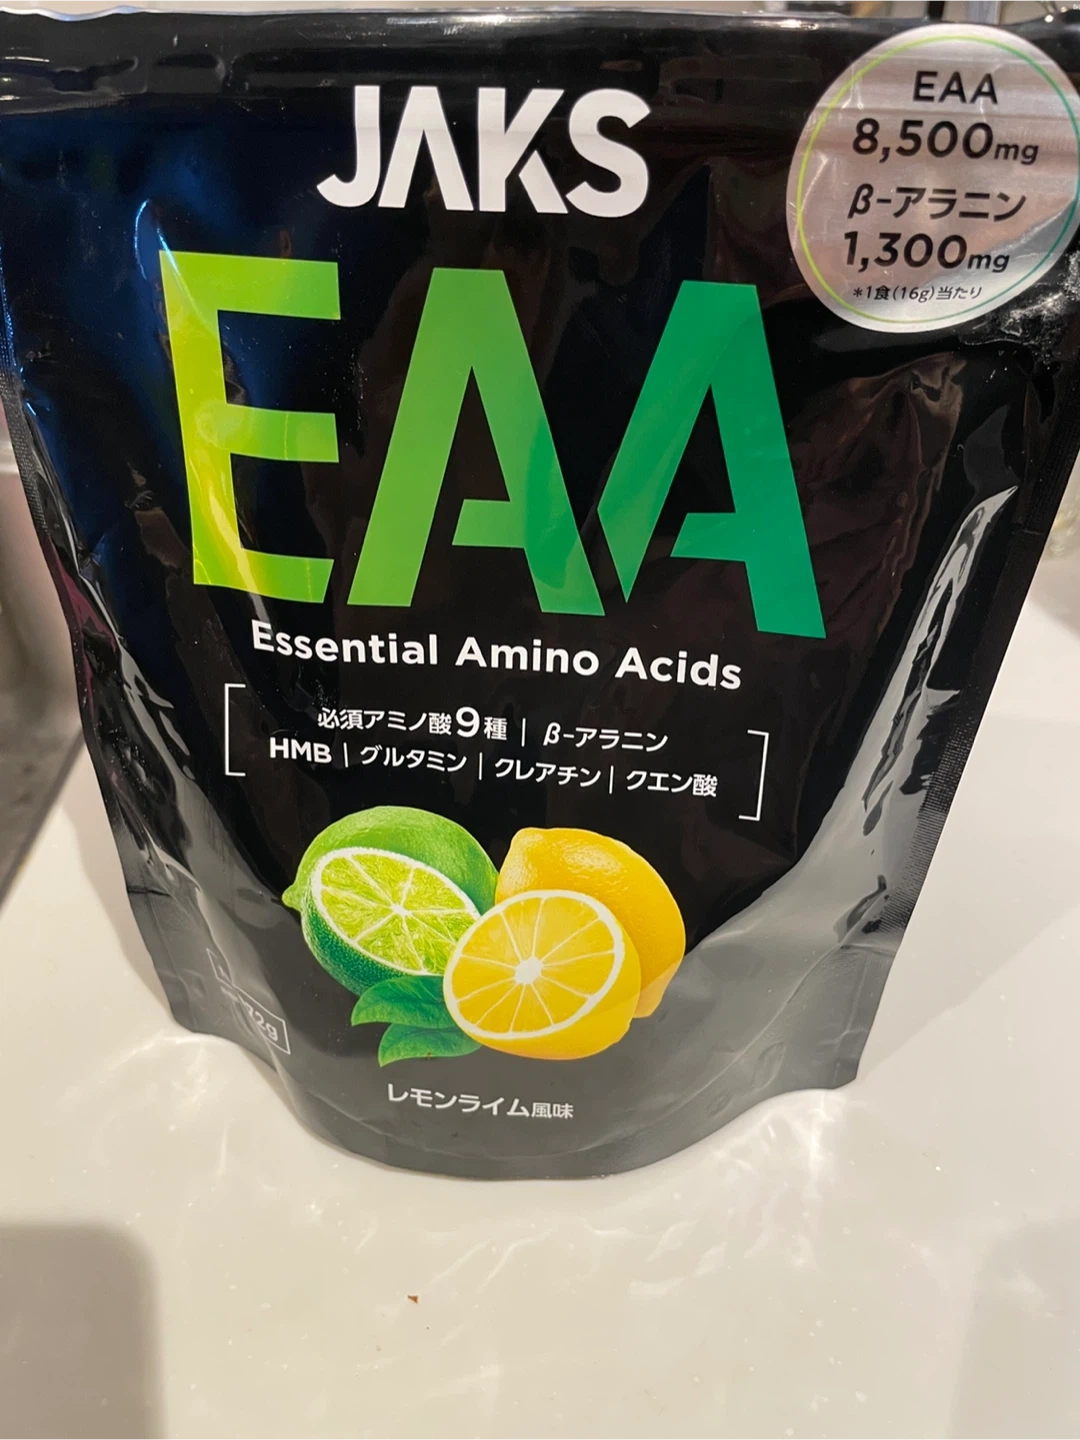 JAKS
EAA
8,500mg
β-アラニン
1,300mg
*1食(16g)当たり
EAA
Essential Amino Acids
必須アミノ酸9種 | β-アラニン
HMB | グルタミン | クレアチン | クエン酸
72g
レモンライム風味